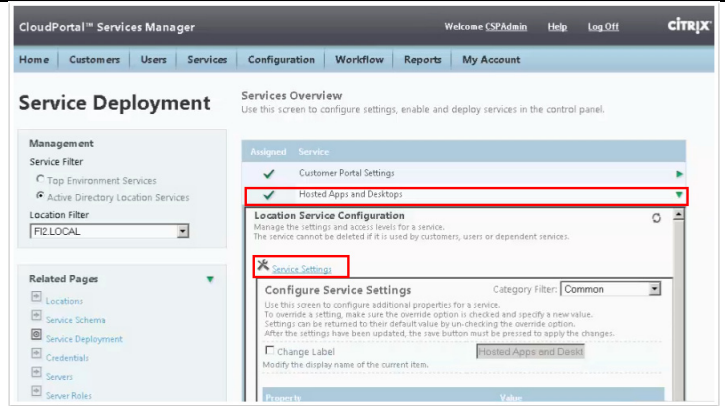 CloudPortal™ Services Manager
Welcome CSPAdmin Help Log Off
CITRIX
Home Customers Users Services Configuration Workflow Reports My Account
Service Deployment
Services Overview
Use this screen to configure settings, enable and deploy services in the control panel.
Management
Service Filter
Top Environment Services
Active Directory Location Services
Location Filter
FI2.LOCAL
Related Pages
Locations
Service Schema
Service Deployment
Credentials
Servers
Server Roles
Assigned Service
Customer Portal Settings
Hosted Apps and Desktops
Location Service Configuration
Manage the settings and access levels for a service.
The service cannot be deleted if it is used by customers, users or dependent services.
Service Settings
Configure Service Settings
Category Filter: Common
Use this screen to configure additional properties for a service.
To override a setting, make sure the override option is checked and specify a new value.
Settings can be returned to their default value by un-checking the override option.
After the settings have been updated, the save button must be pressed to apply the changes.
Change Label
Hosted Apps and Deskt
Modify the display name of the current item.
Property Value